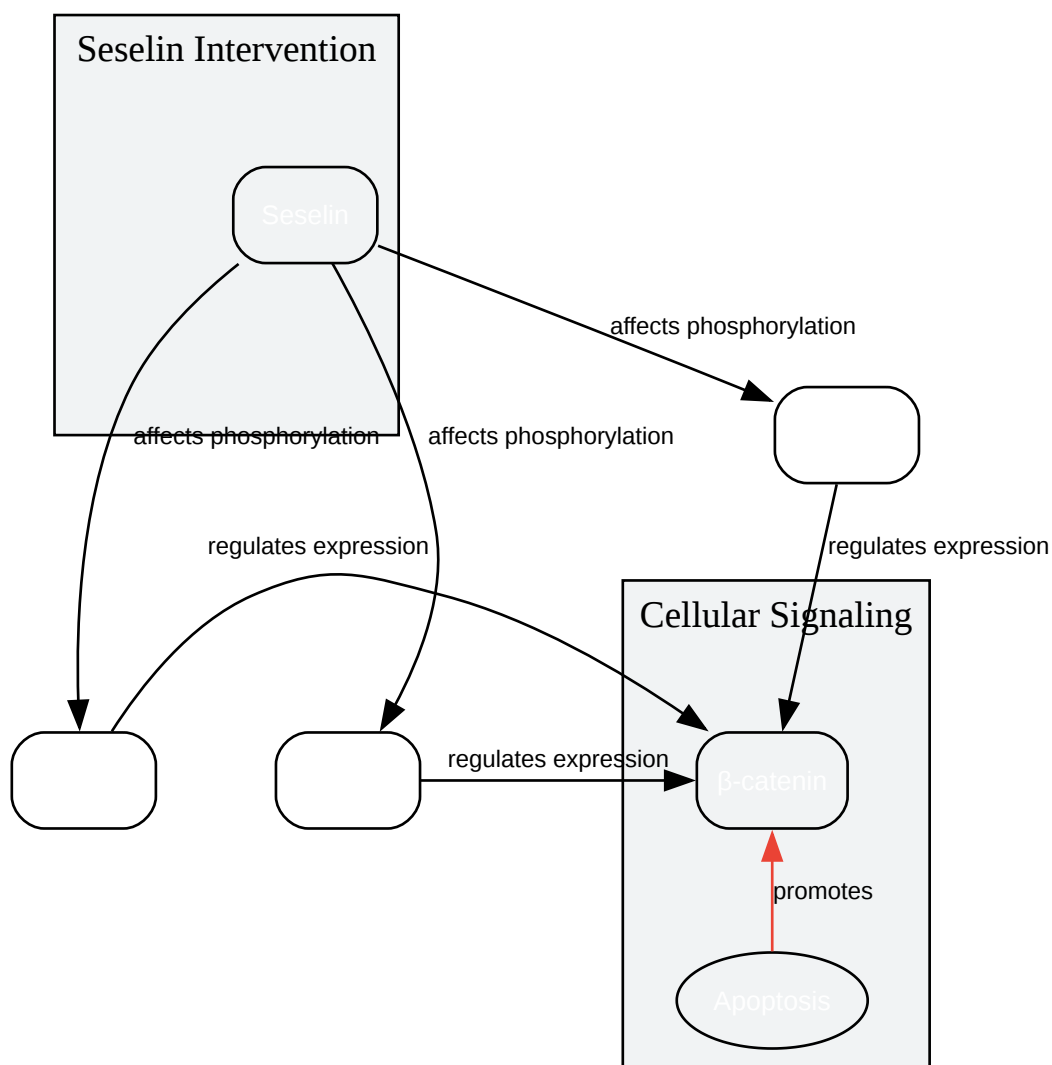 Seselin Intervention
Seselin
affects phosphorylation
affects phosphorylation
affects phosphorylation
regulates expression
regulates expression
Cellular Signaling
regulates expression
β-catenin
promotes
Apoptosis